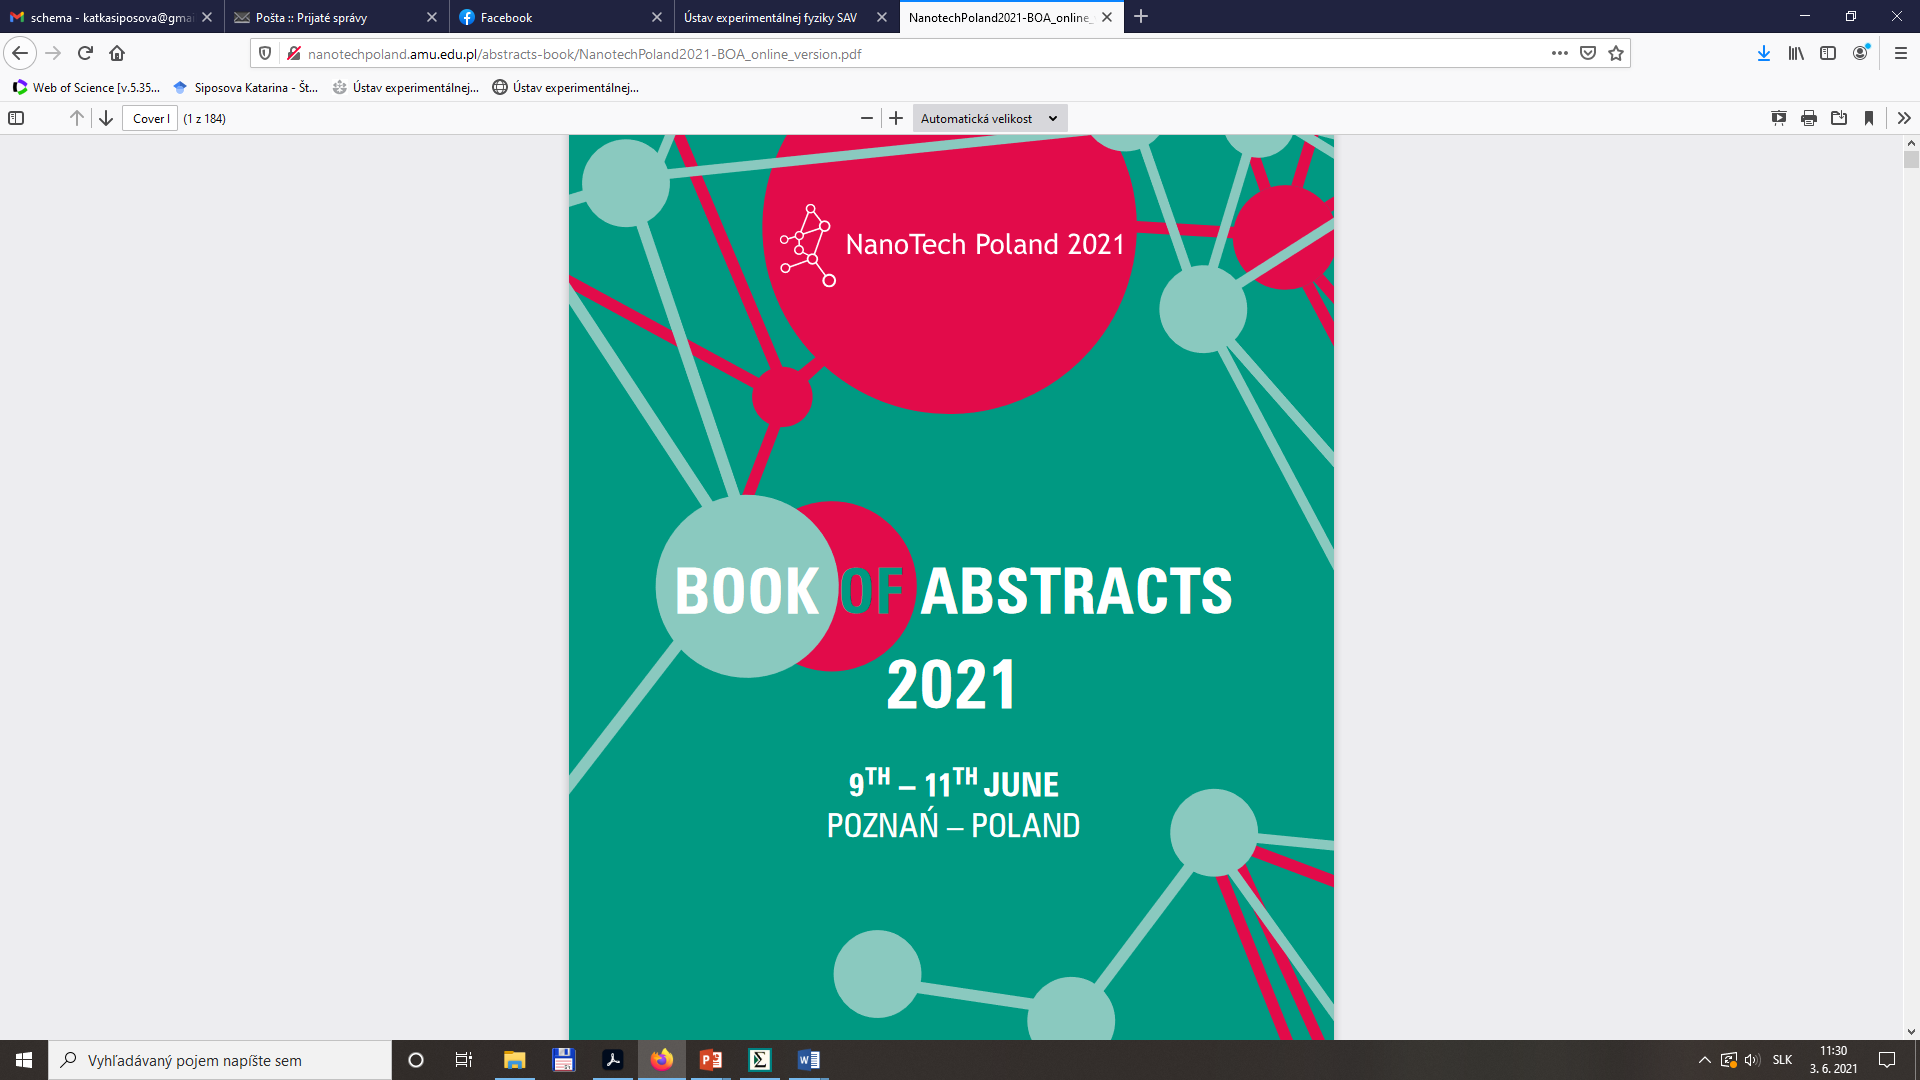 schema - katkasiposova@gmai
Pošta :: Prijaté správy
Facebook
Ústav experimentálnej fyziky SAV
NanotechPoland2021-BOA_online_
nanotechpoland.amu.edu.pl/abstracts-book/NanotechPoland2021-BOA_online_version.pdf
Web of Science [v.5.35...
Siposova Katarina - Št...
Ústav experimentálnej...
Ústav experimentálnej...
Cover I
(1 z 184)
Automatická velikost
NanoTech Poland 2021
BOOK OF ABSTRACTS
2021
9TH – 11TH JUNE
POZNAŃ – POLAND
Vyhľadávaný pojem napíšte sem
SLK
11:30
3. 6. 2021